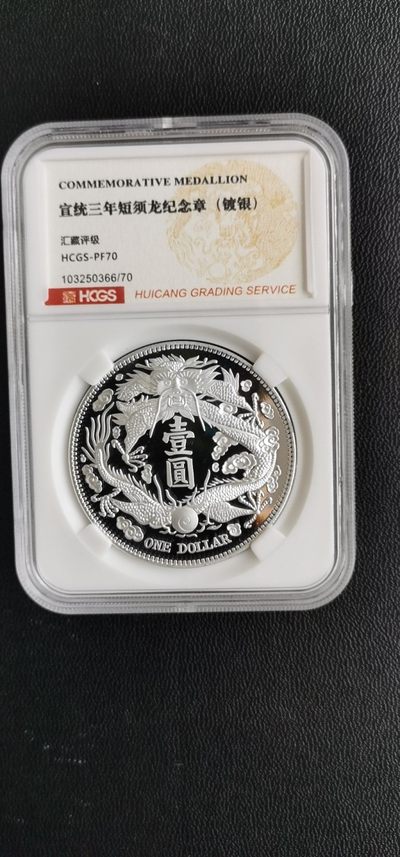 COMMEMORATIVE MEDALLION
宣统三年短须龙纪念章（镀银）
汇藏评级
HCGS-PF70
103250366/70
HCGS HUICANG GRADING SERVICE
壹
圓
ONE DOLLAR